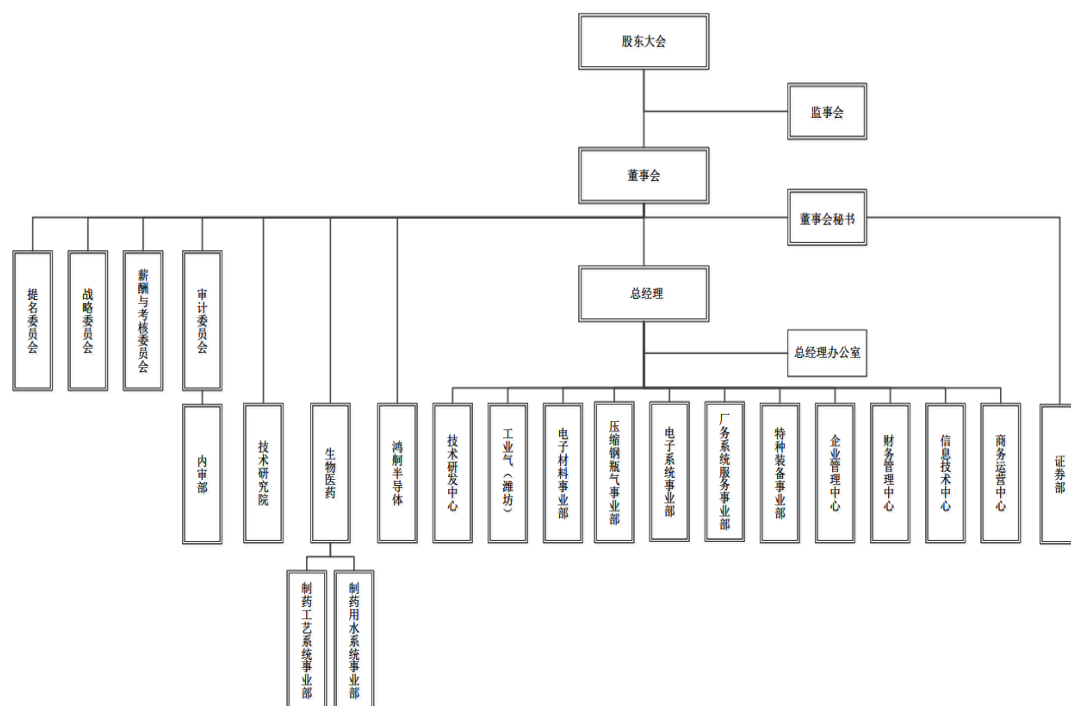 股东大会
监事会
董事会
董事会秘书
总经理
总经理办公室
提名委员会
战略委员会
薪酬与考核委员会
审计委员会
内审部
技术研究院
生物医药
鸿舸半导体
技术研发中心
工业气（潍坊）
电子材料事业部
压缩钢瓶气事业部
电子系统事业部
厂务系统服务事业部
特种装备事业部
企业管理中心
财务管理中心
信息技术中心
商务运营中心
证券部
制药工艺系统事业部
制药用水系统事业部